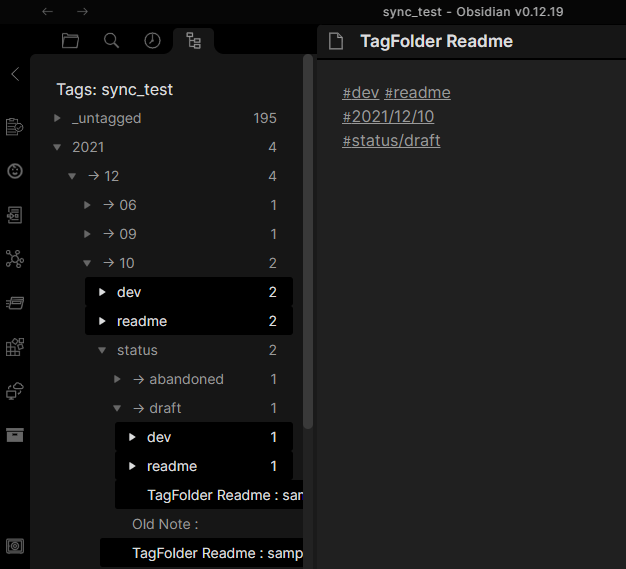 sync_test - Obsidian v0.12.19
TagFolder Readme
Tags: sync_test
_untagged 195
2021 4
→ 12 4
→ 06 1
→ 09 1
→ 10 2
dev 2
readme 2
status 2
→ abandoned 1
→ draft 1
dev 1
readme 1
TagFolder Readme : sam
Old Note :
TagFolder Readme : samp
#dev #readme
#2021/12/10
#status/draft